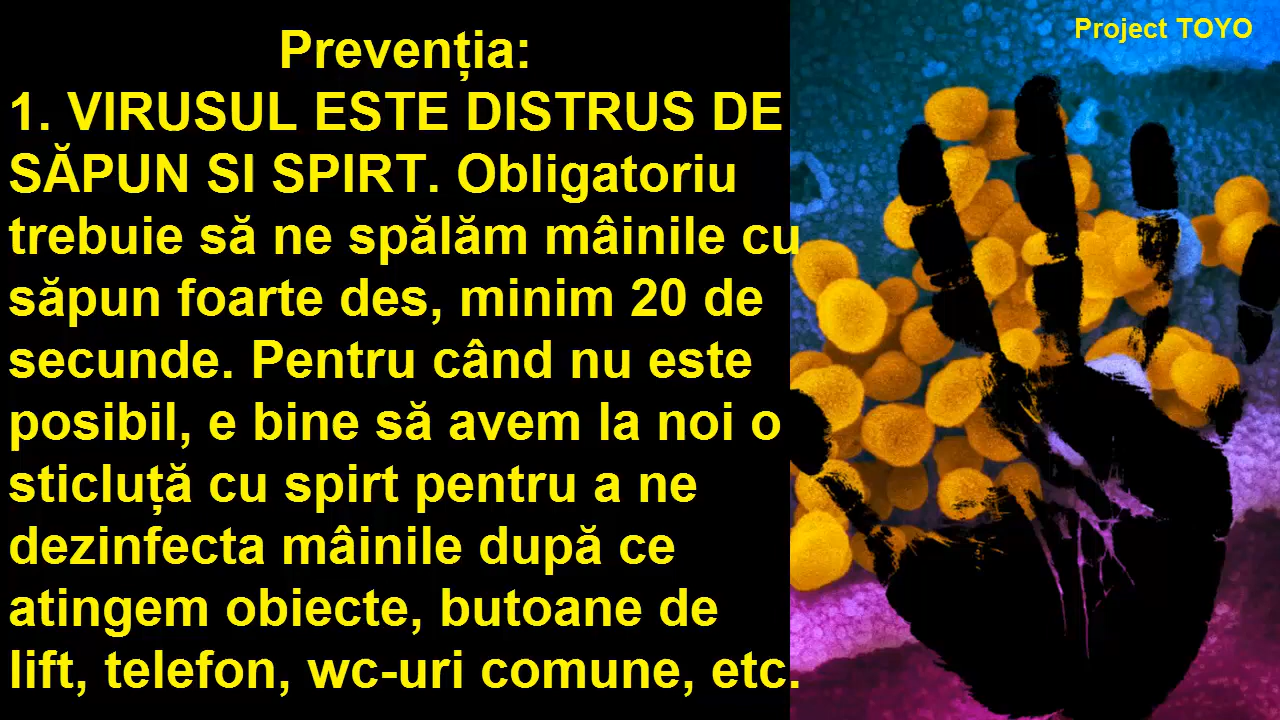 Project TOYO
Prevenția:
1. VIRUSUL ESTE DISTRUS DE
SĂPUN SI SPIRT. Obligatoriu
trebuie să ne spălăm mâinile cu
săpun foarte des, minim 20 de
secunde. Pentru când nu este
posibil, e bine să avem la noi o
sticluță cu spirt pentru a ne
dezinfecta mâinile după ce
atingem obiecte, butoane de
lift, telefon, wc-uri comune, etc.